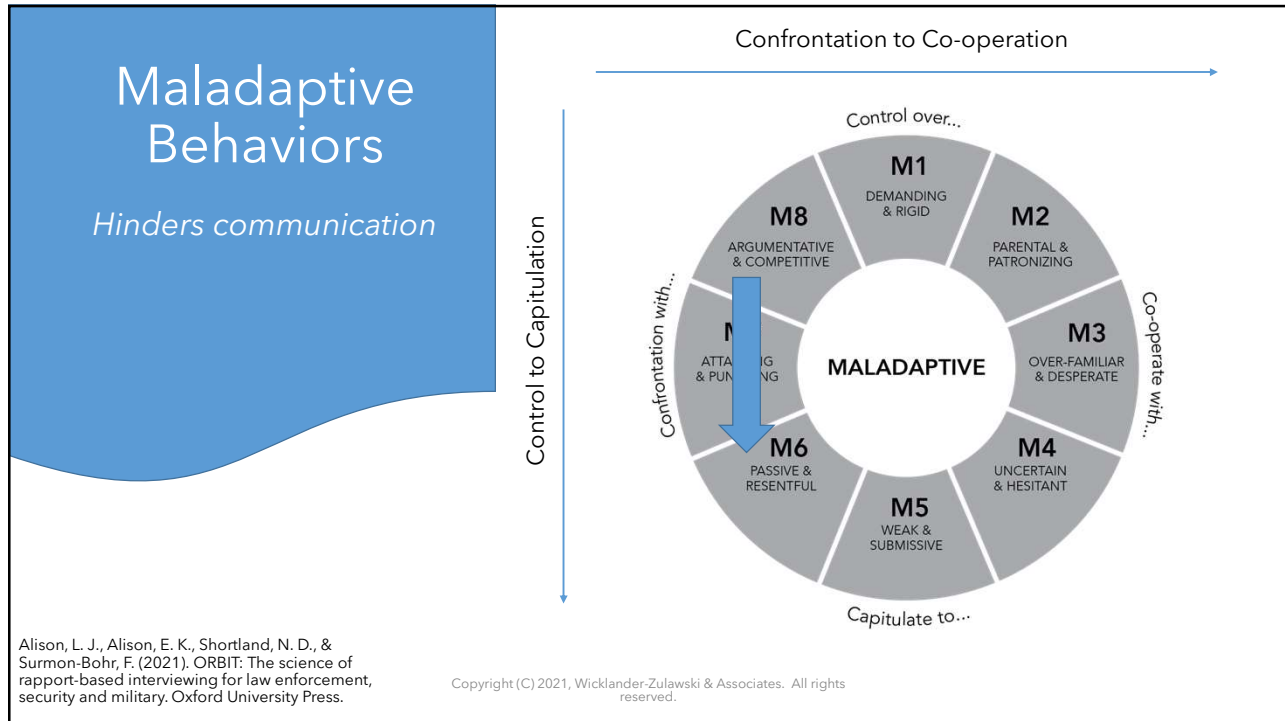 Maladaptive
Behaviors
Hinders communication
Confrontation to Co-operation
Control to Capitulation
Control over...
M1
DEMANDING
& RIGID
M2
PARENTAL &
PATRONIZING
Co-operate with...
M3
OVER-FAMILIAR
& DESPERATE
M4
UNCERTAIN
& HESITANT
M5
WEAK &
SUBMISSIVE
Capitulate to...
M6
PASSIVE &
RESENTFUL
Confrontation with...
M8
ARGUMENTATIVE
& COMPETITIVE
MALADAPTIVE
Alison, L. J., Alison, E. K., Shortland, N. D., &
Surmon-Bohr, F. (2021). ORBIT: The science of
rapport-based interviewing for law enforcement,
security and military. Oxford University Press.
Copyright (C) 2021, Wicklander-Zulawski & Associates. All rights
reserved.